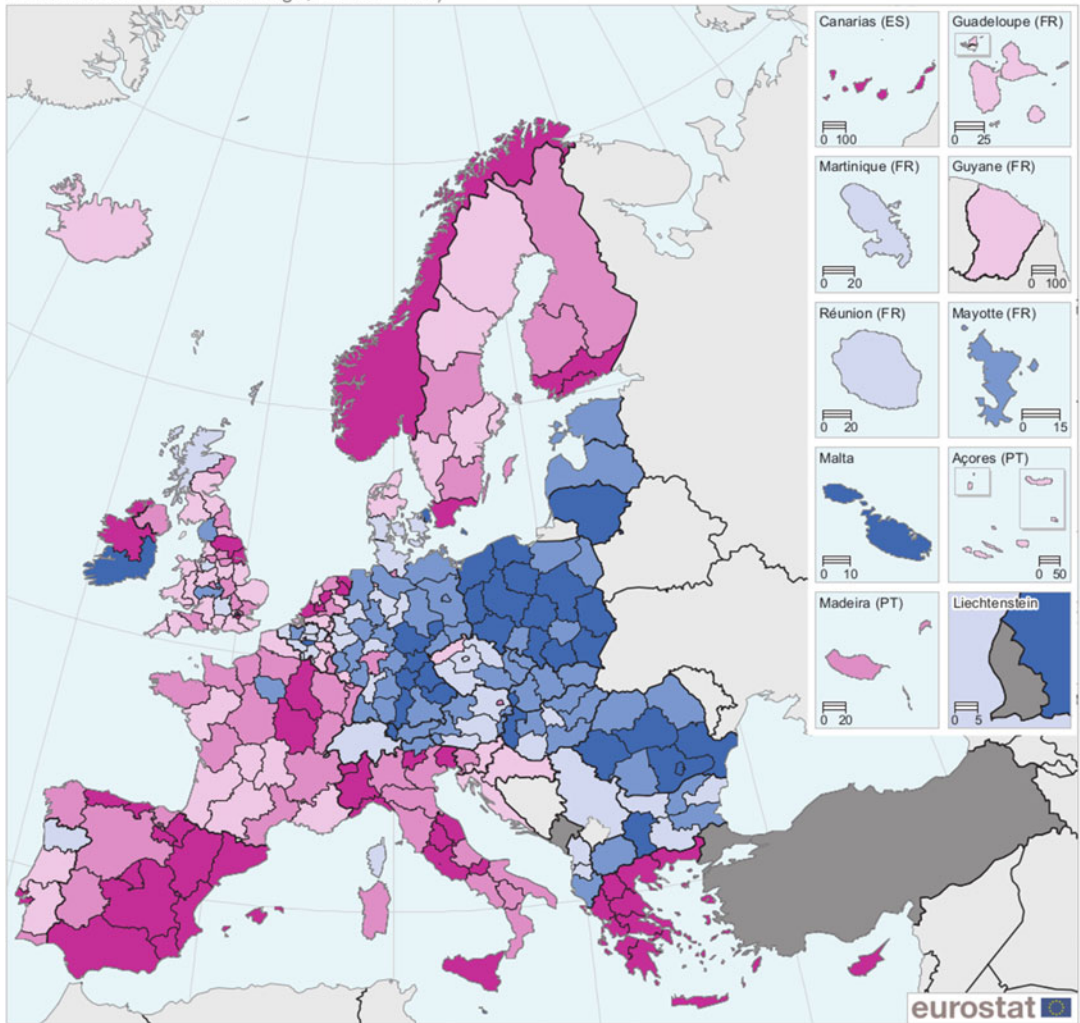 Canarias (ES)
0 100
Guadeloupe (FR)
0 25
Martinique (FR)
0 20
Guyane (FR)
0 100
Réunion (FR)
0 20
Mayotte (FR)
0 15
Malta
0 10
Açores (PT)
0 50
Madeira (PT)
0 20
Liechtenstein
0 5
eurostat